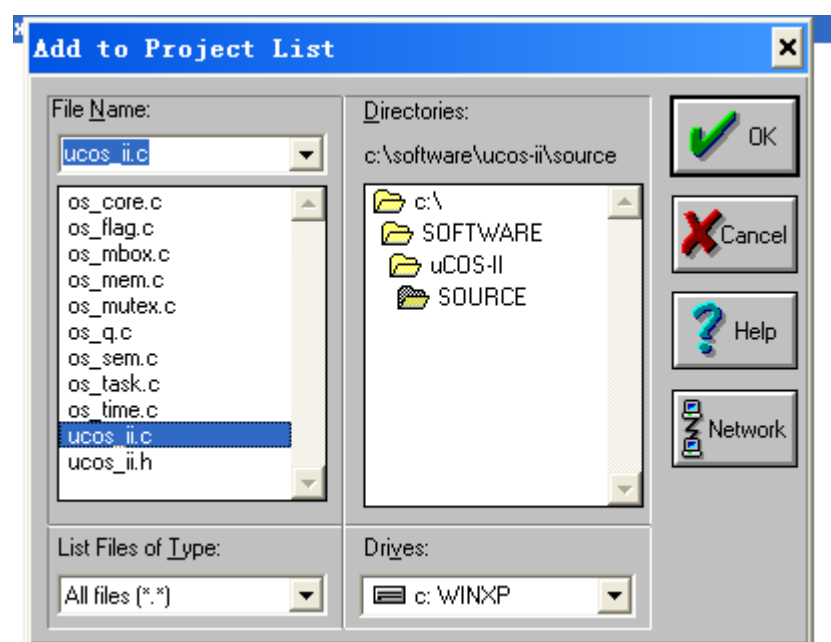 Add to Project List
File Name:
ucos_ii.c
os_core.c
os_flag.c
os_mbox.c
os_mem.c
os_mutex.c
os_q.c
os_sem.c
os_task.c
os_time.c
ucos_ii.c
ucos_ii.h
List Files of Type:
All files (*.*)
Directories:
c:\software\ucos-ii\source
c:\
SOFTWARE
uCOS-II
SOURCE
Drives:
c: WINXP
OK
Cancel
Help
Network